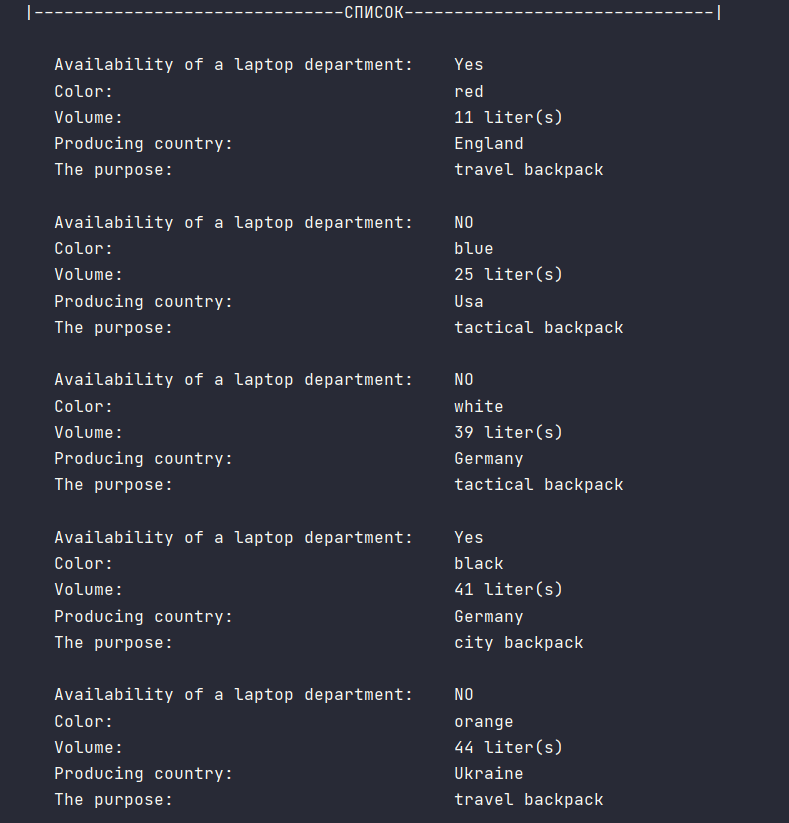 |-------------------------------СПИСОК-------------------------------|
Availability of a laptop department: Yes
Color: red
Volume: 11 liter(s)
Producing country: England
The purpose: travel backpack
Availability of a laptop department: NO
Color: blue
Volume: 25 liter(s)
Producing country: Usa
The purpose: tactical backpack
Availability of a laptop department: NO
Color: white
Volume: 39 liter(s)
Producing country: Germany
The purpose: tactical backpack
Availability of a laptop department: Yes
Color: black
Volume: 41 liter(s)
Producing country: Germany
The purpose: city backpack
Availability of a laptop department: NO
Color: orange
Volume: 44 liter(s)
Producing country: Ukraine
The purpose: travel backpack